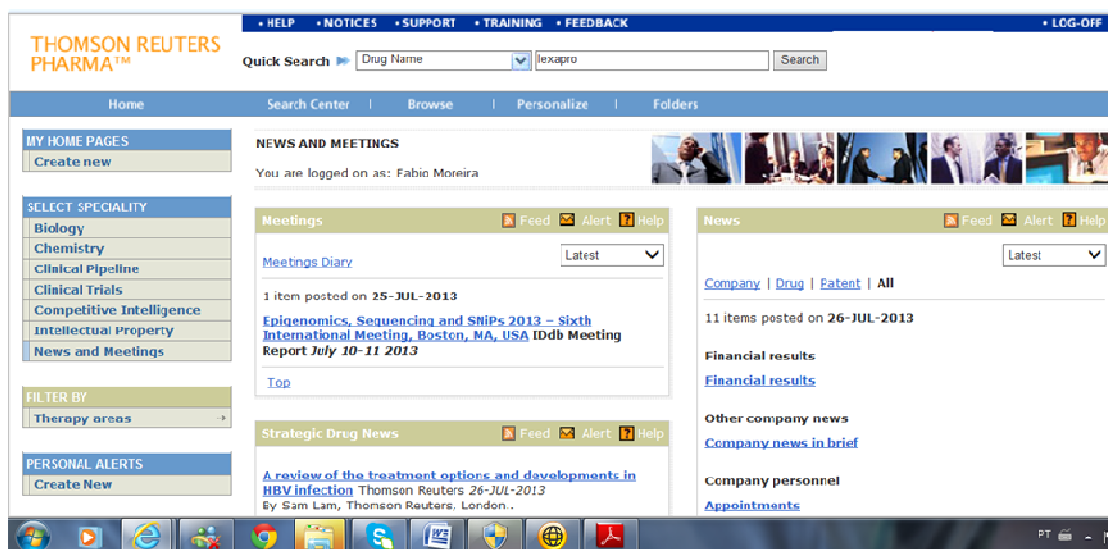 • HELP • NOTICES • SUPPORT • TRAINING • FEEDBACK • LOG-OFF
THOMSON REUTERS
PHARMA™
Quick Search Drug Name lexapro Search
Home Search Center | Browse | Personalize | Folders
MY HOME PAGES
Create new
NEWS AND MEETINGS
You are logged on as: Fabio Moreira
SELECT SPECIALITY
Biology
Chemistry
Clinical Pipeline
Clinical Trials
Competitive Intelligence
Intellectual Property
News and Meetings
FILTER BY
Therapy areas
PERSONAL ALERTS
Create New
Meetings Feed Alert Help
Meetings Diary Latest
1 item posted on 25-JUL-2013
Epigenomics, Sequencing and SNiPs 2013 – Sixth
International Meeting, Boston, MA, USA IDdb Meeting
Report July 10-11 2013
Top
Strategic Drug News Feed Alert Help
A review of the treatment options and developments in
HBV infection Thomson Reuters 26-JUL-2013
By Sam Lam, Thomson Reuters, London..
News Feed Alert Help
Latest
Company | Drug | Patent | All
11 items posted on 26-JUL-2013
Financial results
Financial results
Other company news
Company news in brief
Company personnel
Appointments
PT